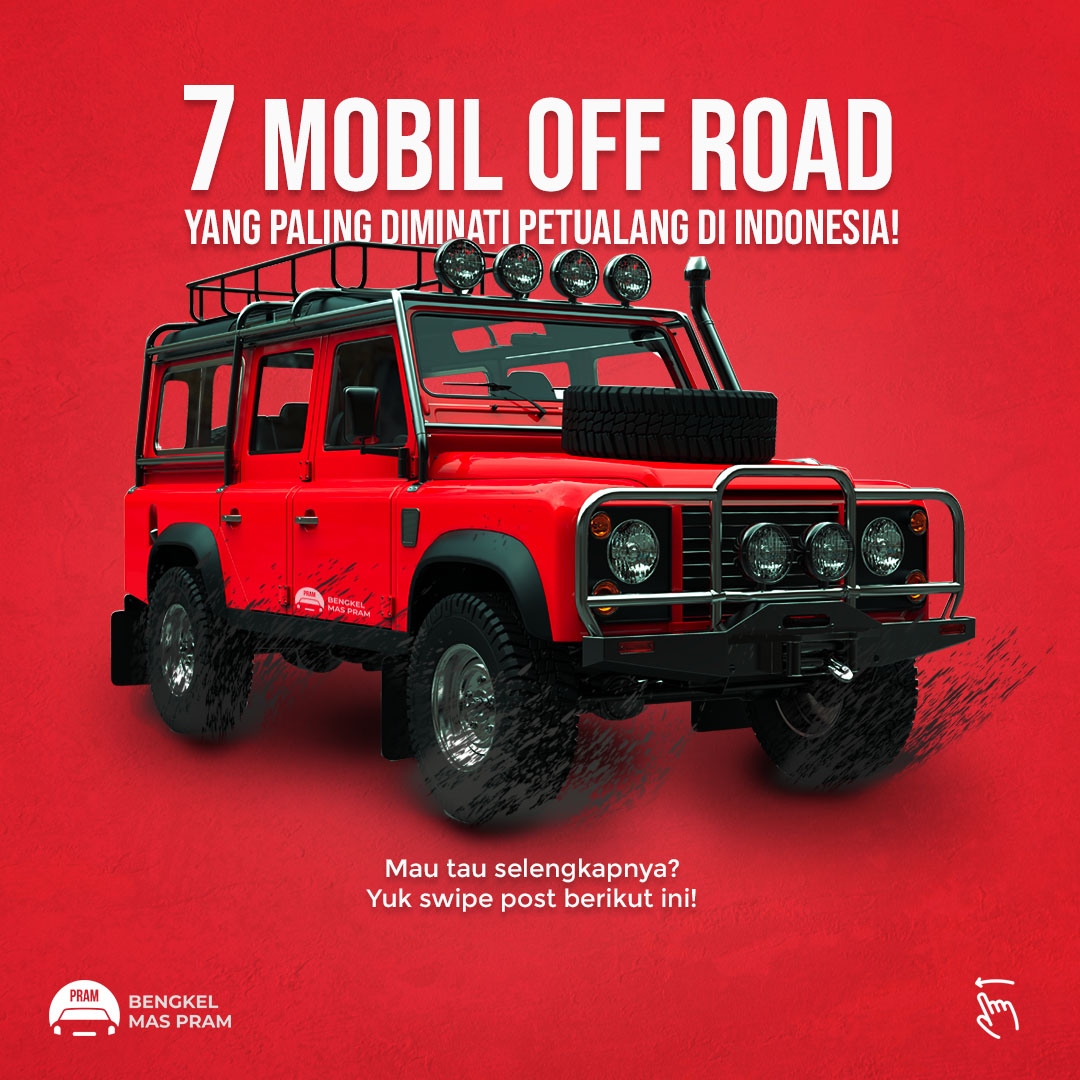 7 MOBIL OFF ROAD
YANG PALING DIMINATI PETUALANG DI INDONESIA!
PRAM
BENGKEL
MAS PRAM
Mau tau selengkapnya?
Yuk swipe post berikut ini!
PRAM
BENGKEL
MAS PRAM